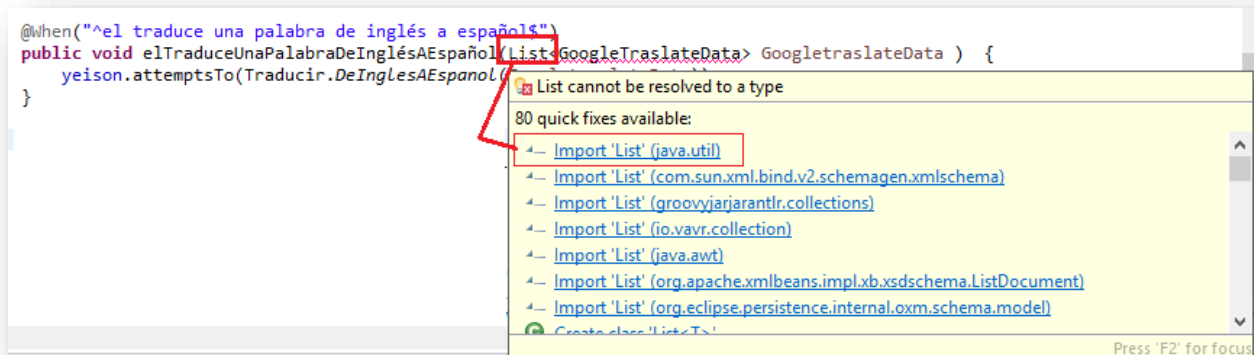 @When("^el traduce una palabra de inglés a español$")
public void elTraduceUnaPalabraDeInglésAEspañol(List<GoogleTraslateData> GoogletraslateData ) {
yeison.attemptsTo(Traducir.DeInglesAEspanol(
}
List cannot be resolved to a type
80 quick fixes available:
Import 'List' (java.util)
Import 'List' (com.sun.xml.bind.v2.schemagen.xmlschema)
Import 'List' (groovyjarjarantlr.collections)
Import 'List' (io.vavr.collection)
Import 'List' (java.awt)
Import 'List' (org.apache.xmlbeans.impl.xb.xsdschema.ListDocument)
Import 'List' (org.eclipse.persistence.internal.oxm.schema.model)
Create class 'List<T>'
Press 'F2' for focus